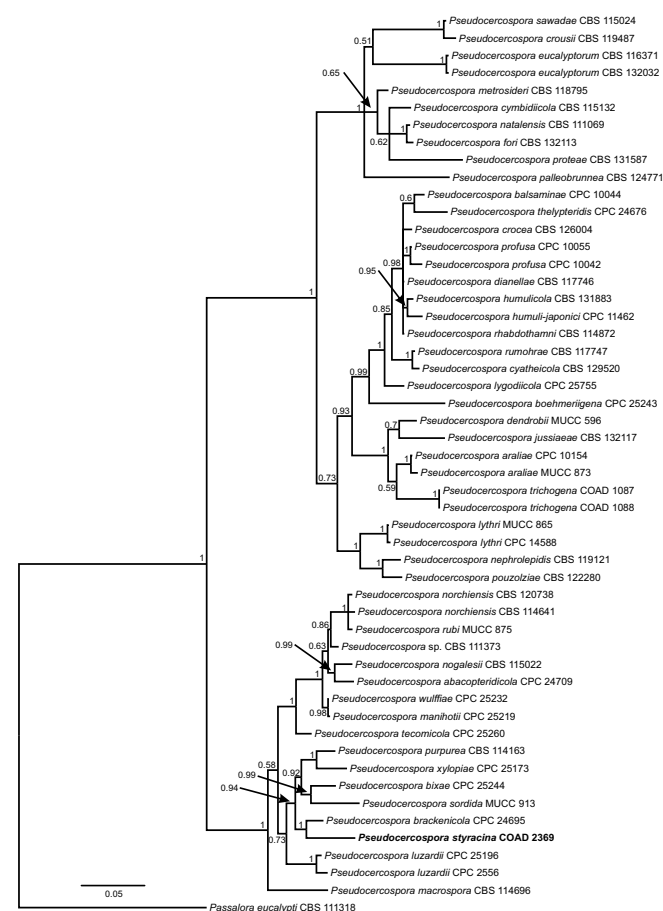 Pseudocercospora sawadae CBS 115024
1
Pseudocercospora crousii CBS 119487
0.51
Pseudocercospora eucalyptorum CBS 116371
1
Pseudocercospora eucalyptorum CBS 132032
0.65
Pseudocercospora metrosideri CBS 118795
Pseudocercospora cymbidiicola CBS 115132
1
Pseudocercospora natalensis CBS 111069
1
Pseudocercospora fori CBS 132113
0.62
Pseudocercospora proteae CBS 131587
Pseudocercospora palleobrunnea CBS 124771
Pseudocercospora balsaminae CPC 10044
0.6
Pseudocercospora thelypteridis CPC 24676
Pseudocercospora crocea CBS 126004
Pseudocercospora profusa CPC 10055
1
0.98
Pseudocercospora profusa CPC 10042
0.95
Pseudocercospora dianellae CBS 117746
Pseudocercospora humulicola CBS 131883
1
0.85
Pseudocercospora humuli-japonici CPC 11462
Pseudocercospora rhabdothamni CBS 114872
1
Pseudocercospora rumohrae CBS 117747
1
Pseudocercospora cyatheicola CBS 129520
0.99
Pseudocercospora lygodiicola CPC 25755
Pseudocercospora boehmeriigena CPC 25243
0.93
Pseudocercospora dendrobii MUCC 596
0.7
Pseudocercospora jussiaeae CBS 132117
1
Pseudocercospora araliae CPC 10154
1
Pseudocercospora araliae MUCC 873
0.73
0.59
Pseudocercospora trichogena COAD 1087
1
Pseudocercospora trichogena COAD 1088
Pseudocercospora lythri MUCC 865
1
Pseudocercospora lythri CPC 14588
1
Pseudocercospora nephrolepidis CBS 119121
1
1
Pseudocercospora pouzolziae CBS 122280
Pseudocercospora norchiensis CBS 120738
1
Pseudocercospora norchiensis CBS 114641
0.86
Pseudocercospora rubi MUCC 875
0.99
0.63
Pseudocercospora sp. CBS 111373
Pseudocercospora nogalesii CBS 115022
1
Pseudocercospora abacopteridicola CPC 24709
Pseudocercospora wulffiae CPC 25232
1
0.98
Pseudocercospora manihotii CPC 25219
Pseudocercospora tecomicola CPC 25260
Pseudocercospora purpurea CBS 114163
1
0.58
Pseudocercospora xylopiae CPC 25173
0.99
0.92
Pseudocercospora bixae CPC 25244
0.94
Pseudocercospora sordida MUCC 913
Pseudocercospora brackenicola CPC 24695
1
1
Pseudocercospora styracina COAD 2369
0.73
Pseudocercospora luzardii CPC 25196
1
Pseudocercospora luzardii CPC 2556
Pseudocercospora macrospora CBS 114696
0.05
Passalora eucalypti CBS 111318